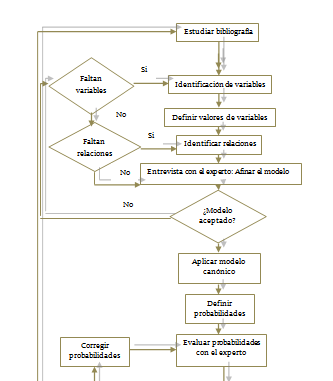 Estudiar bibliografía
Faltan
variables
Si
Identificación de variables
No
Definir valores de variables
Faltan
relaciones
Sí
Identificar relaciones
No
Entrevista con el experto: Afinar el modelo
No
¿Modelo
aceptado?
Aplicar modelo
canónico
Definir
probabilidades
Corregir
probabilidades
Evaluar probabilidades
con el experto